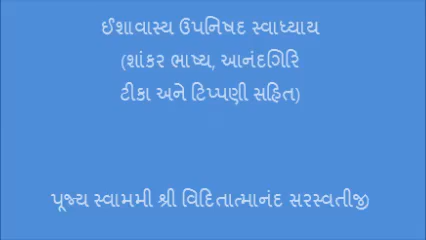 ઈશાવાસ્ય ઉપનિષદ સ્વાધ્યાય
(શાંકર ભાષ્ય, આનંદગિરિ
ટીકા અને ટિપ્પણી સહિત)
પૂજ્ય સ્વામમી શ્રી વિદિતાત્માનંદ સરસ્વતીજી